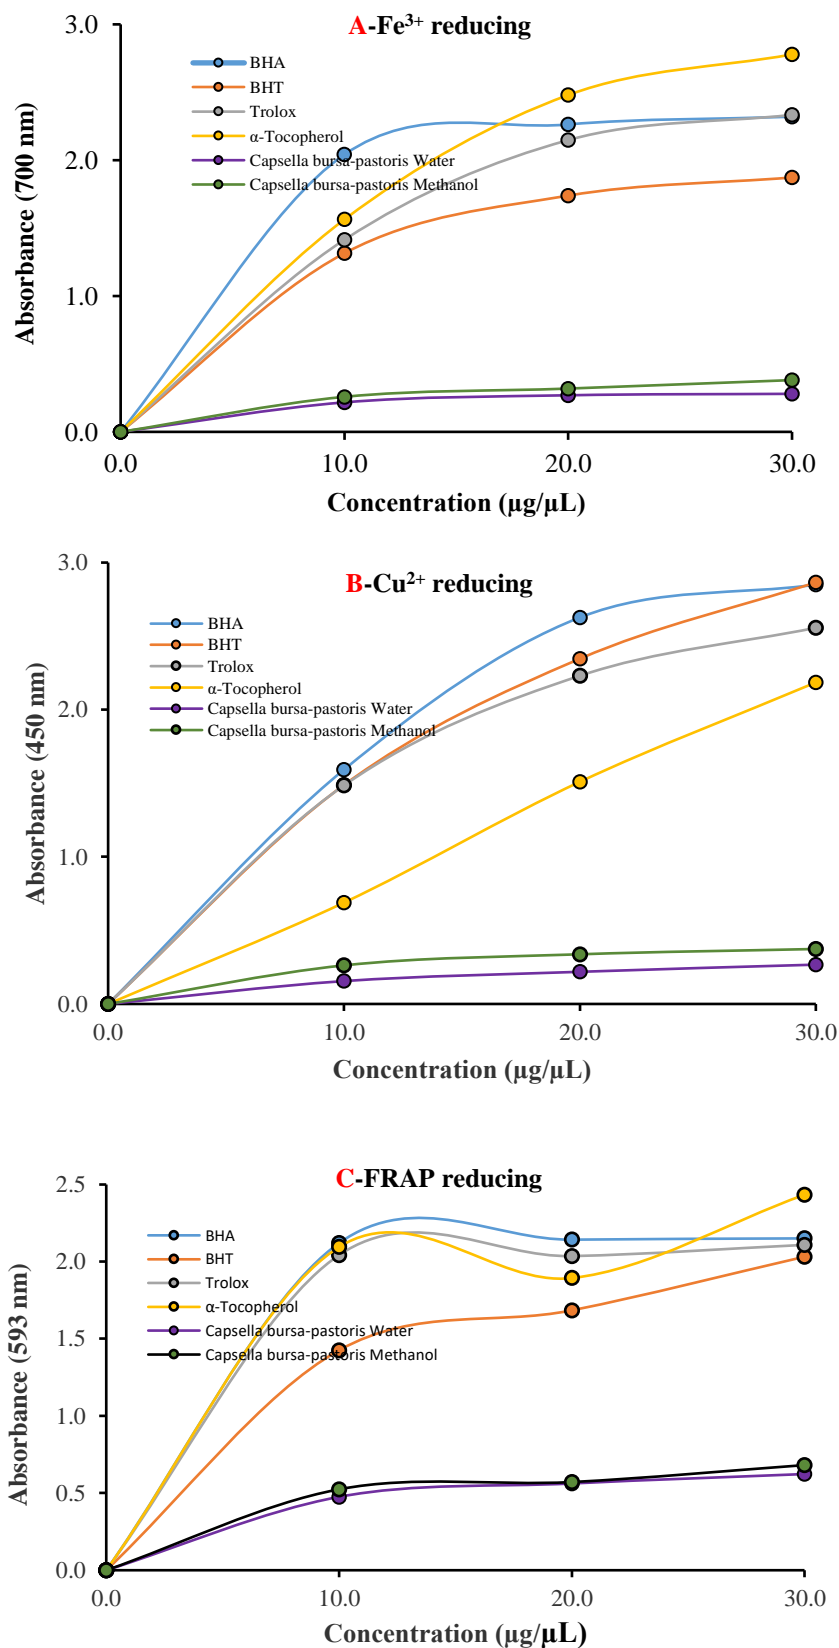 A-Fe³⁺ reducing
3.0
2.0
1.0
0.0
Absorbance (700 nm)
BHA
BHT
Trolox
α-Tocopherol
Capsella bursa-pastoris Water
Capsella bursa-pastoris Methanol
0.0 10.0 20.0 30.0
Concentration (µg/µL)
B-Cu²⁺ reducing
3.0
2.0
1.0
0.0
Absorbance (450 nm)
BHA
BHT
Trolox
α-Tocopherol
Capsella bursa-pastoris Water
Capsella bursa-pastoris Methanol
0.0 10.0 20.0 30.0
Concentration (µg/µL)
C-FRAP reducing
2.5
2.0
1.5
1.0
0.5
0.0
Absorbance (593 nm)
BHA
BHT
Trolox
α-Tocopherol
Capsella bursa-pastoris Water
Capsella bursa-pastoris Methanol
0.0 10.0 20.0 30.0
Concentration (µg/µL)